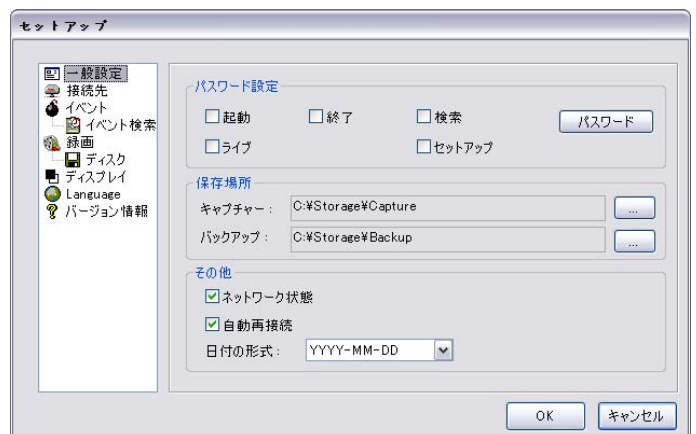 セットアップ
一般設定
接続先
イベント
イベント検索
録画
ディスク
ディスプレイ
Language
バージョン情報
パスワード設定
起動
終了
検索
パスワード
ライブ
セットアップ
保存場所
キャプチャー :
C:¥Storage¥Capture
...
バックアップ :
C:¥Storage¥Backup
...
その他
ネットワーク状態
自動再接続
日付の形式 :
YYYY-MM-DD
OK
キャンセル